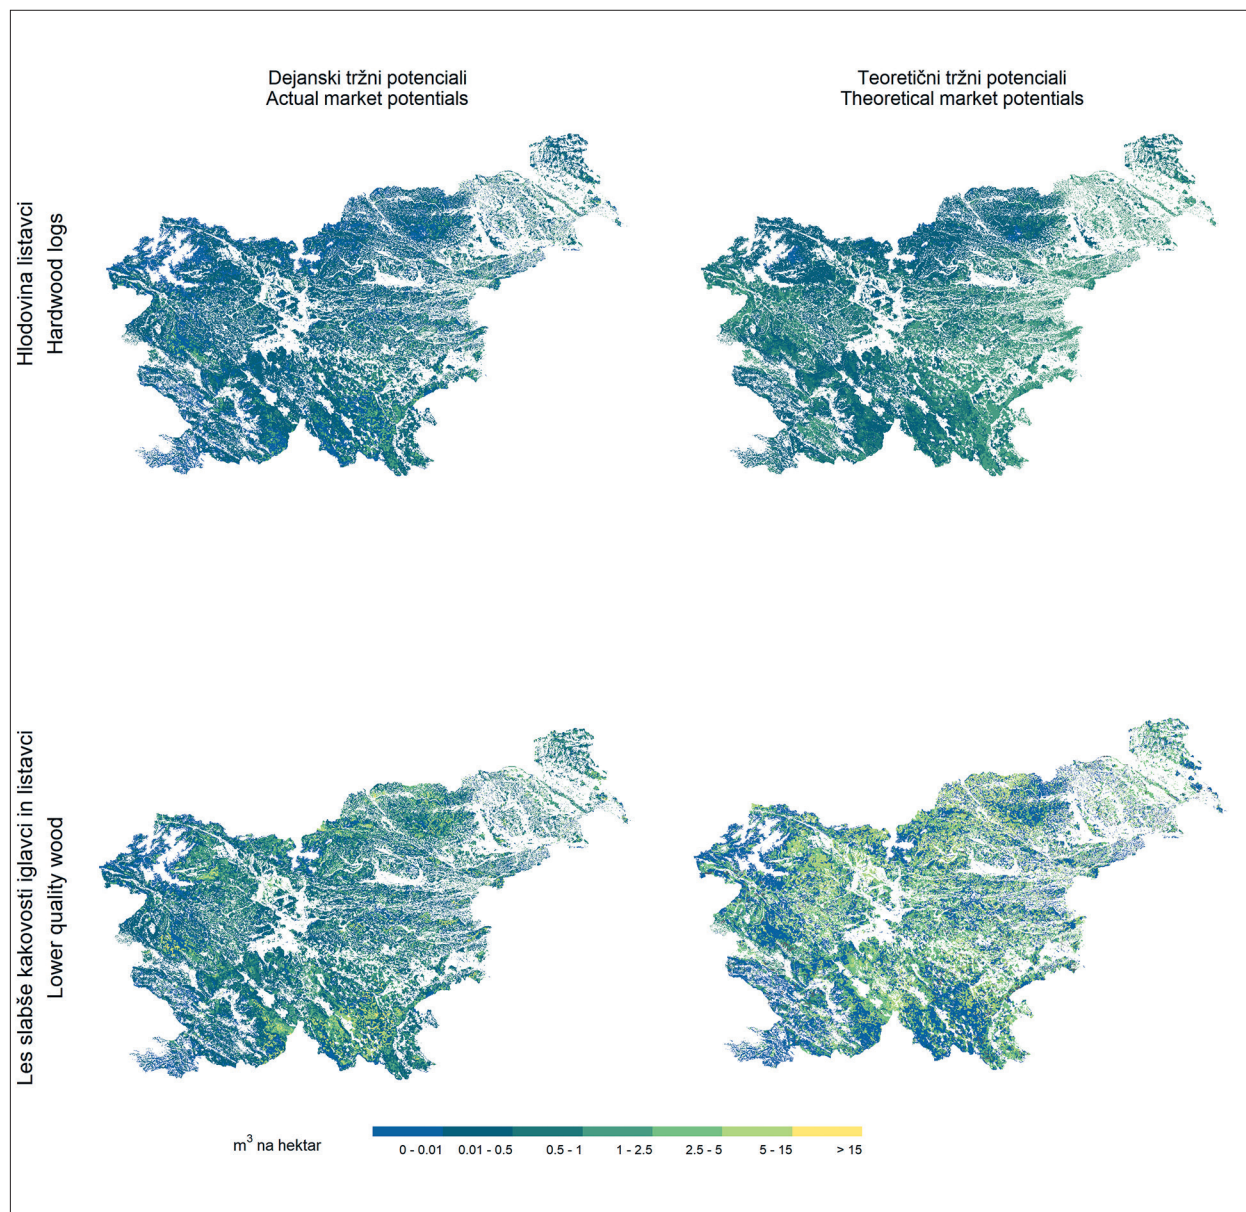 Dejanski tržni potenciali
Actual market potentials
Teoretični tržni potenciali
Theoretical market potentials
Hlodovina listavci
Hardwood logs
Les slabše kakovosti iglavci in listavci
Lower quality wood
m³ na hektar
0 - 0.01
0.01 - 0.5
0.5 - 1
1 - 2.5
2.5 - 5
5 - 15
> 15